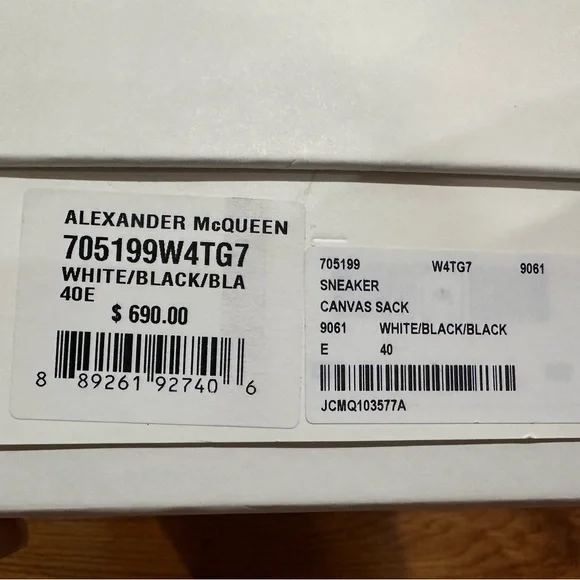 ALEXANDER McQUEEN
705199W4TG7
WHITE/BLACK/BLA
40E
$ 690.00
8 89261 92740 6
705199 W4TG7 9061
SNEAKER
CANVAS SACK
9061 WHITE/BLACK/BLACK
E 40
JCMQ103577A